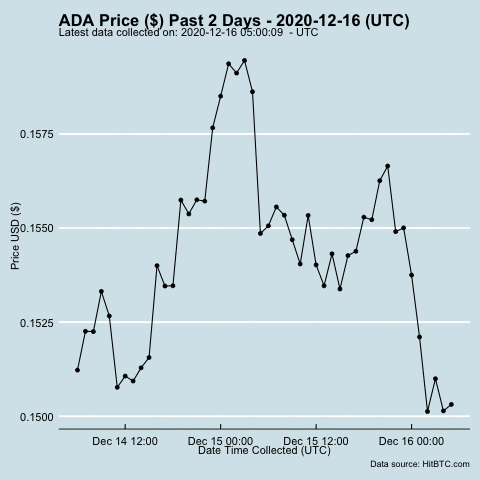 ADA Price ($) Past 2 Days - 2020-12-16 (UTC)
Latest data collected on: 2020-12-16 05:00:09 - UTC
0.1575
0.1550
0.1525
0.1500
Price USD ($)
Dec 14 12:00
Dec 15 00:00
Dec 15 12:00
Dec 16 00:00
Date Time Collected (UTC)
Data source: HitBTC.com